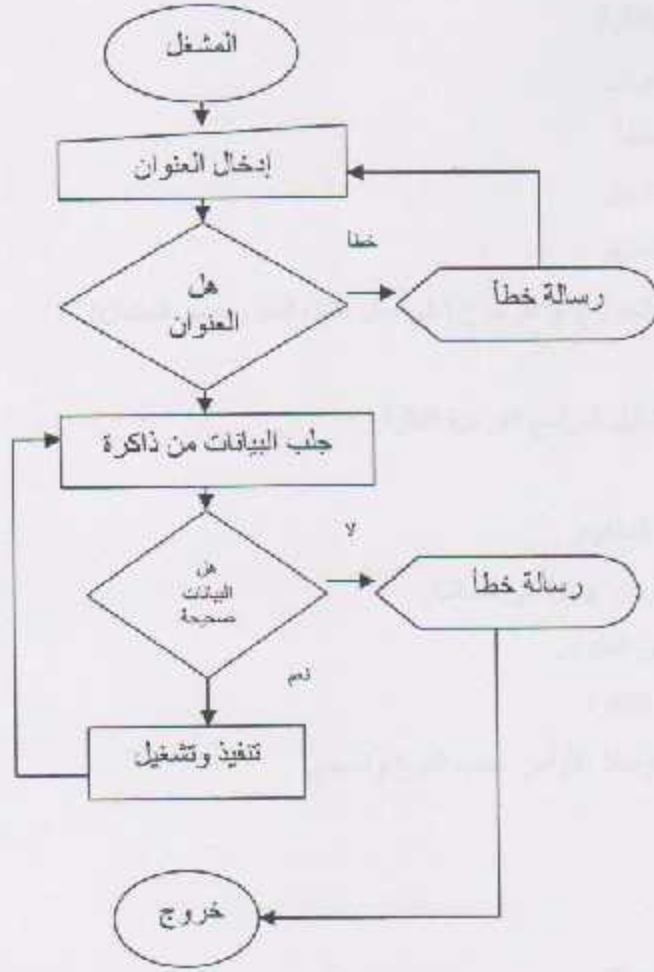 المشغل
إدخال العنوان
خطأ
هل
العنوان
رسالة خطأ
جلب البيانات من ذاكرة
لا
هل
البيانات
صحيحة
رسالة خطأ
نعم
تنفيذ وتشغيل
خروج